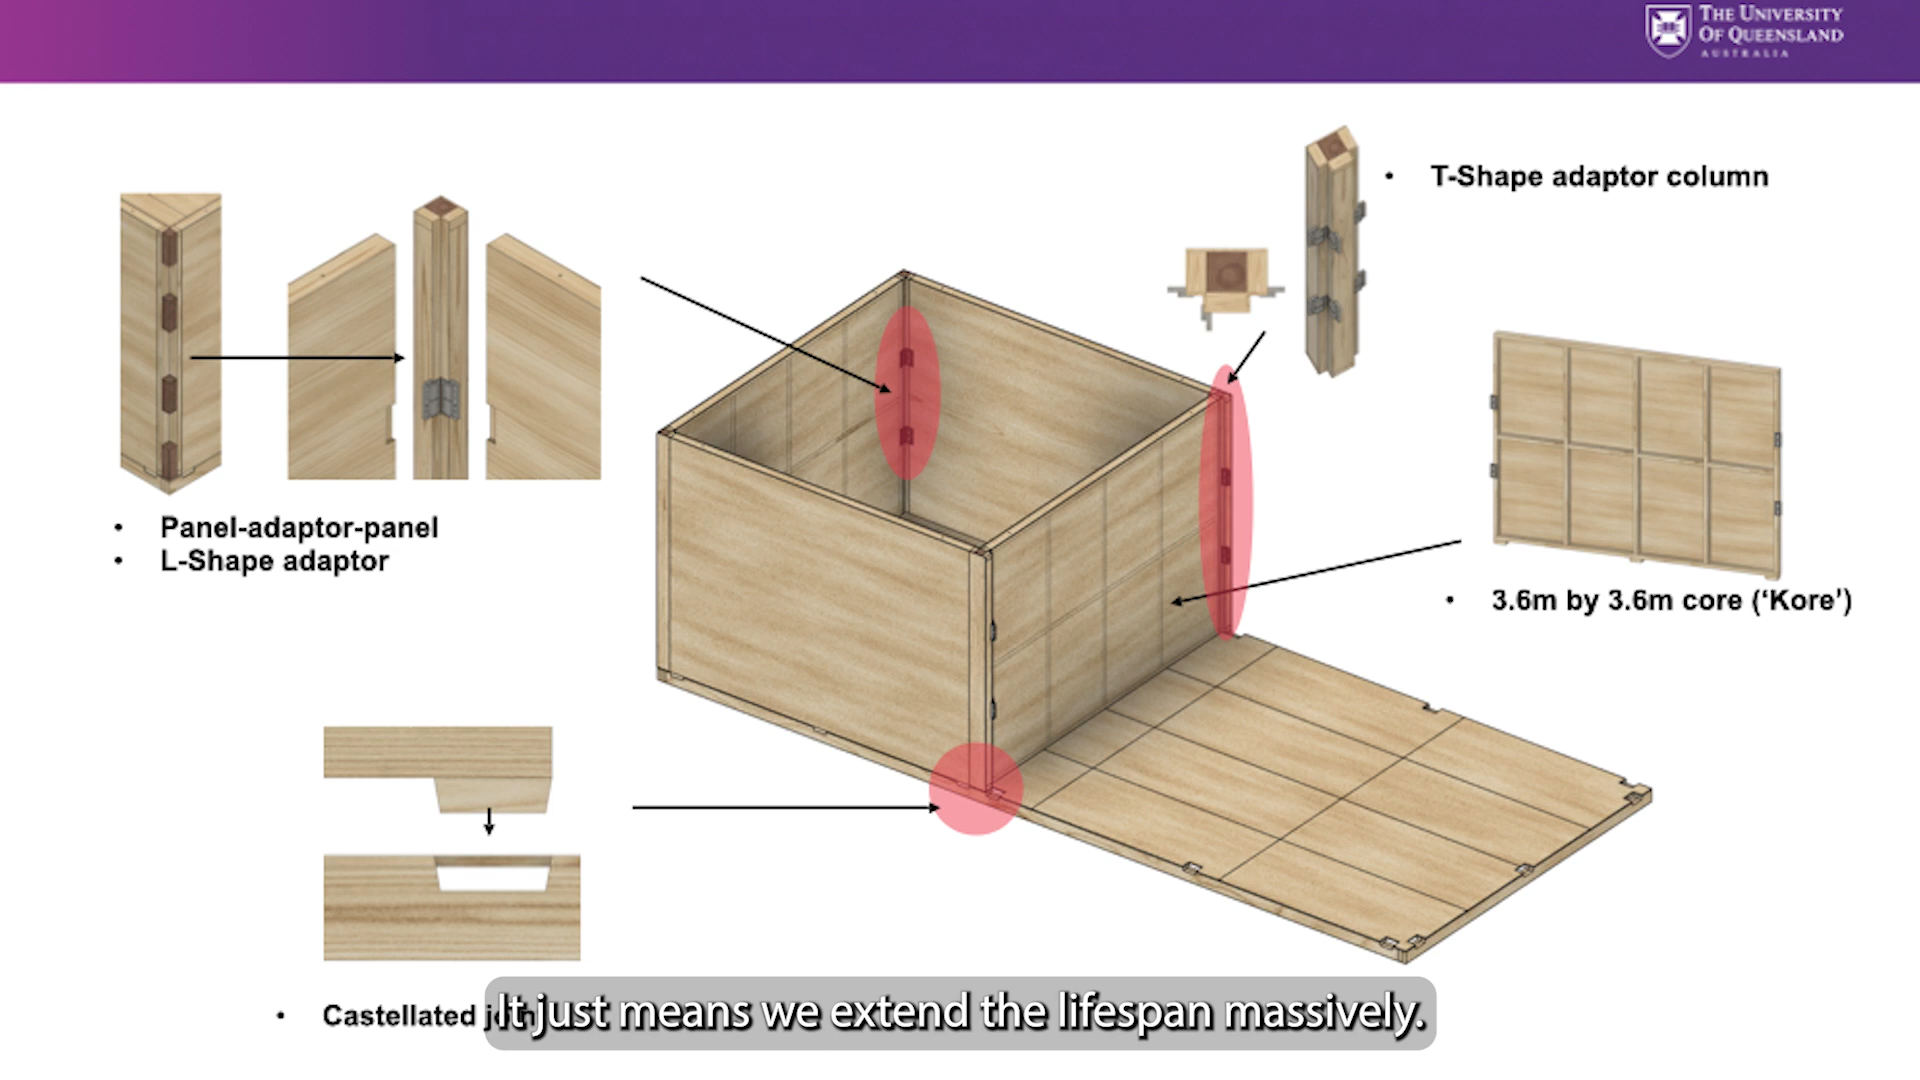 THE UNIVERSITY
OF QUEENSLAND
AUSTRALIA
• T-Shape adaptor column
• Panel-adaptor-panel
• L-Shape adaptor
• 3.6m by 3.6m core (‘Kore’)
• Castellated
It just means we extend the lifespan massively.